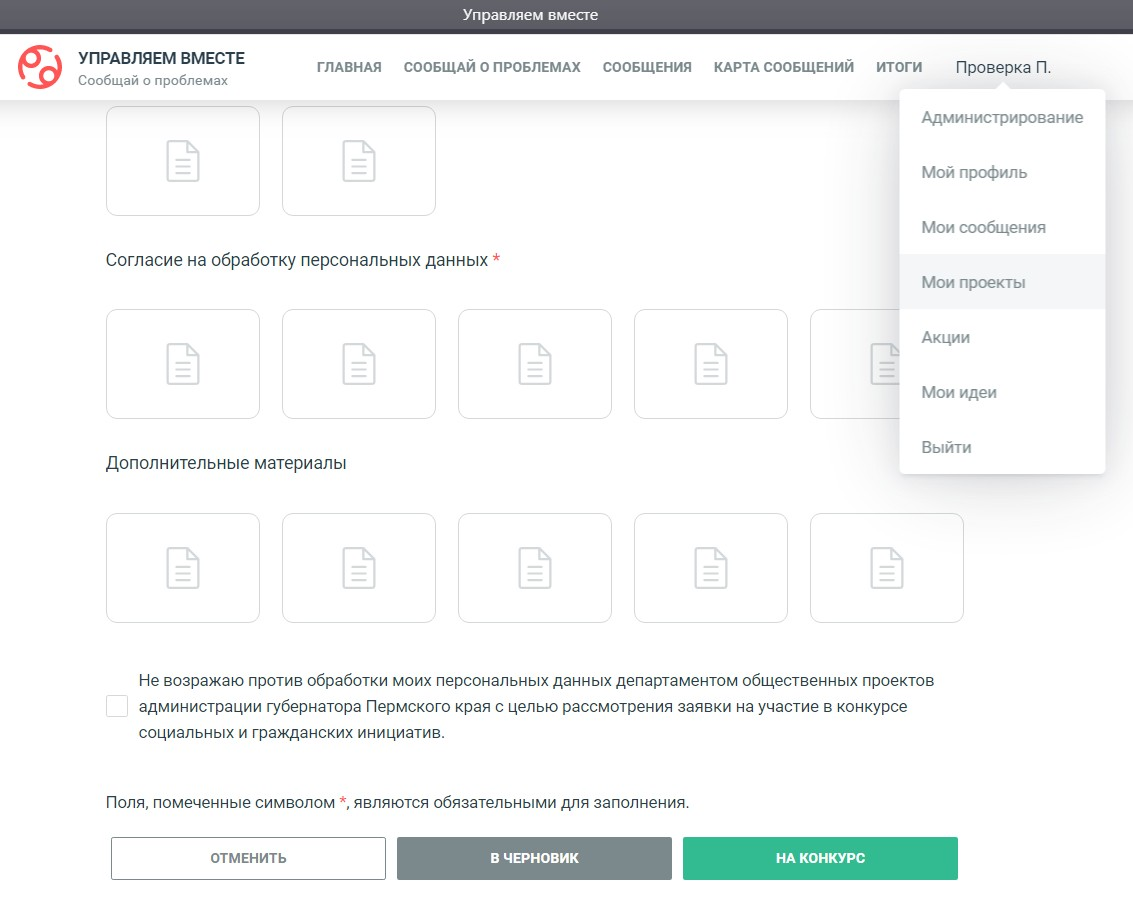 Управляем вместе
УПРАВЛЯЕМ ВМЕСТЕ
Сообщай о проблемах
ГЛАВНАЯ СООБЩАЙ О ПРОБЛЕМАХ СООБЩЕНИЯ КАРТА СООБЩЕНИЙ ИТОГИ Проверка П.
Администрирование
Мой профиль
Мои сообщения
Мои проекты
Акции
Мои идеи
Выйти
Согласие на обработку персональных данных *
Дополнительные материалы
Не возражаю против обработки моих персональных данных департаментом общественных проектов
администрации губернатора Пермского края с целью рассмотрения заявки на участие в конкурсе
социальных и гражданских инициатив.
Поля, помеченные символом *, являются обязательными для заполнения.
ОТМЕНИТЬ В ЧЕРНОВИК НА КОНКУРС